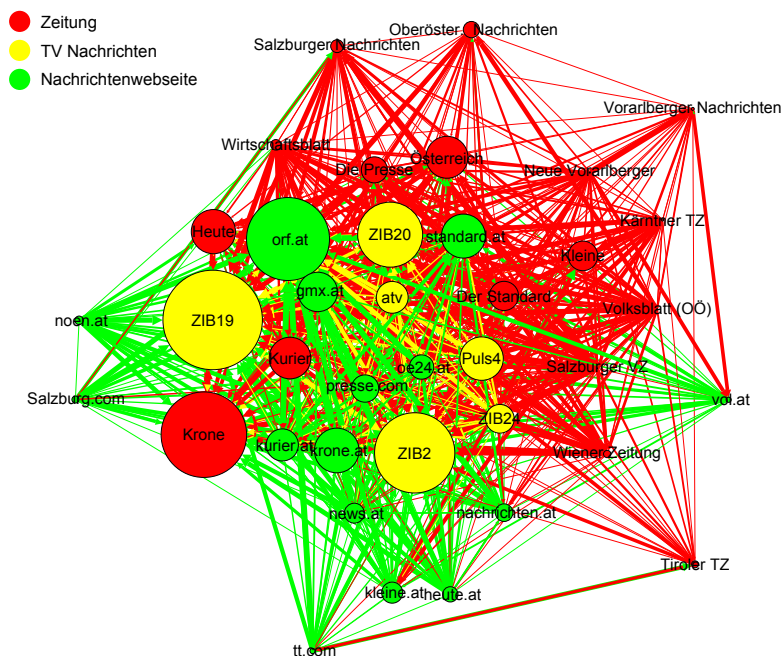 Zeitung
TV Nachrichten
Nachrichtenwebseite
Oberöster. Nachrichten
Salzburger Nachrichten
Vorarlberger Nachrichten
Wirtschaftsblatt
Österreich
Die Presse
Neue Vorarlberger
Heute
orf.at
ZIB20
standard.at
Kärntner TZ
Kleine
gmx.at
atv
Der Standard
Volksblatt (OÖ)
noen.at
ZIB19
Kurier
oe24.at
Puls4
Salzburger VZ
presse.com
Salzburg.com
vol.at
ZIB24
Krone
kurier.at
krone.at
ZIB2
Wiener Zeitung
news.at
nachrichten.at
Tiroler TZ
kleine.at
heute.at
tt.com